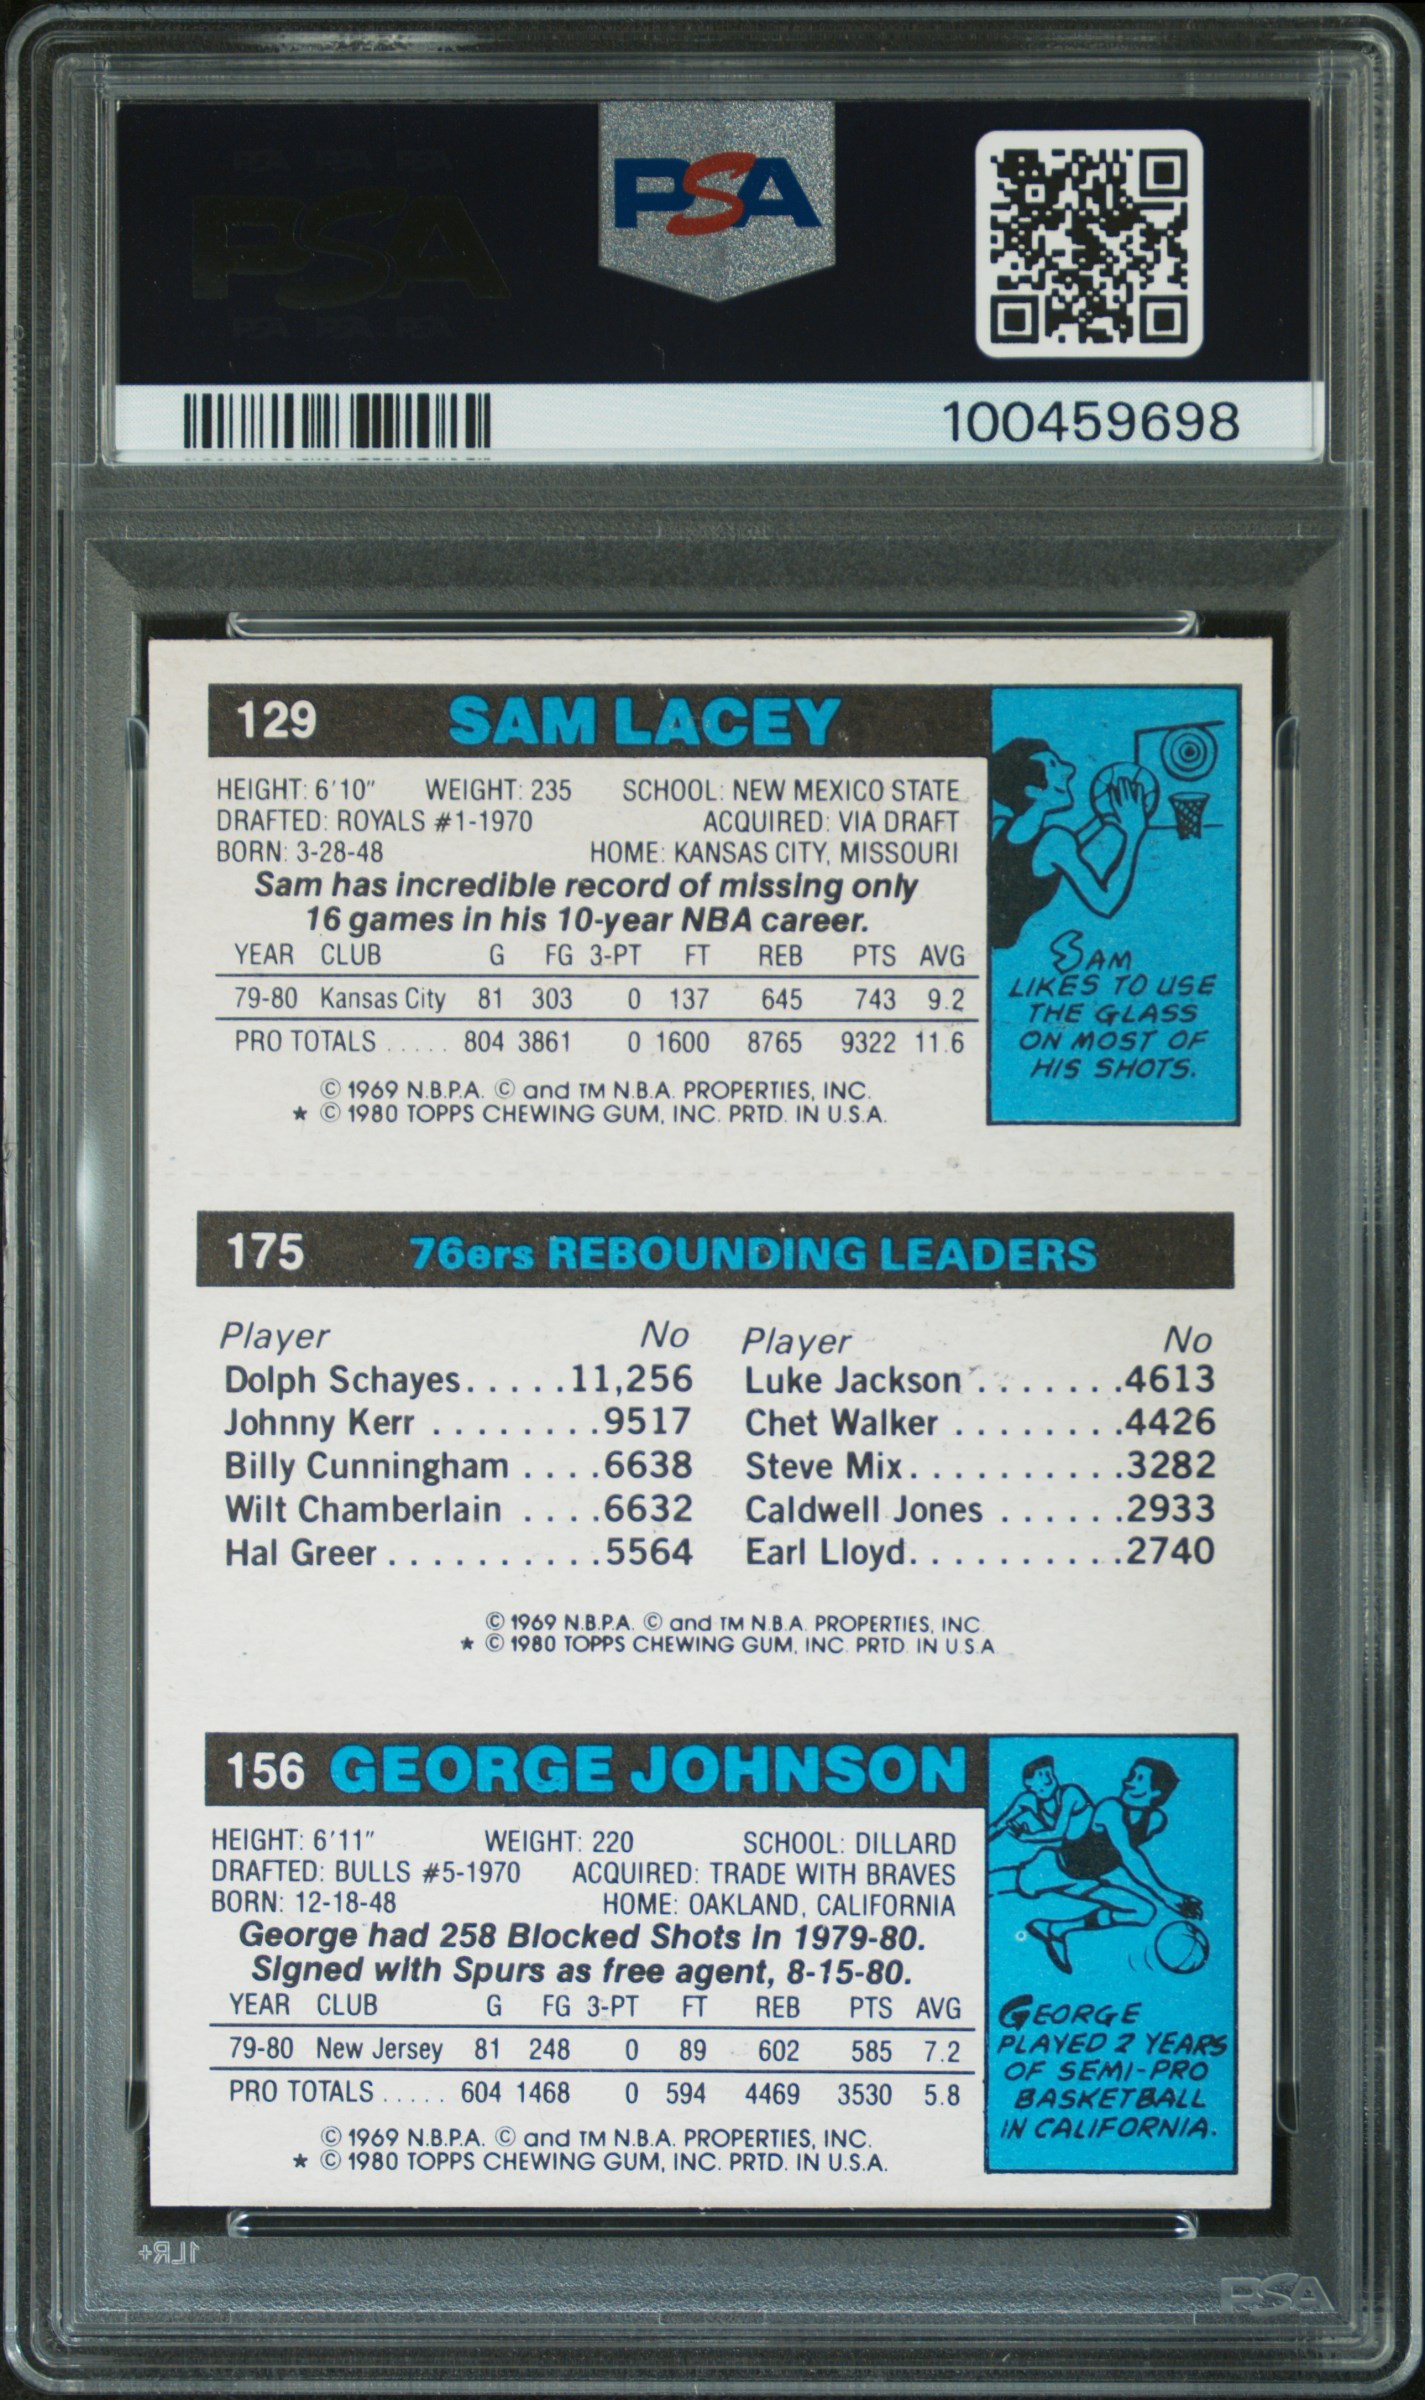 PSA PSA PSA
PSA
PSA PSA PSA
PSA
100459698
129 SAM LACEY
HEIGHT: 6'10" WEIGHT: 235 SCHOOL: NEW MEXICO STATE
DRAFTED: ROYALS #1-1970 ACQUIRED: VIA DRAFT
BORN: 3-28-48 HOME: KANSAS CITY, MISSOURI
Sam has incredible record of missing only
16 games in his 10-year NBA career.
YEAR CLUB G FG 3-PT FT REB PTS AVG
79-80 Kansas City 81 303 0 137 645 743 9.2
PRO TOTALS ..... 804 3861 0 1600 8765 9322 11.6
© 1969 N.B.P.A. © and TM N.B.A. PROPERTIES, INC.
* © 1980 TOPPS CHEWING GUM, INC. PRTD. IN U.S.A.
SAM
LIKES TO USE
THE GLASS
ON MOST OF
HIS SHOTS.
175 76ers REBOUNDING LEADERS
Player No Player No
Dolph Schayes.....11,256 Luke Jackson.......4613
Johnny Kerr ........9517 Chet Walker ........4426
Billy Cunningham ....6638 Steve Mix..........3282
Wilt Chamberlain ....6632 Caldwell Jones ......2933
Hal Greer..........5564 Earl Lloyd..........2740
© 1969 N.B.P.A. © and TM N.B.A. PROPERTIES, INC
* © 1980 TOPPS CHEWING GUM, INC. PRTD. IN U.S.A
156 GEORGE JOHNSON
HEIGHT: 6'11" WEIGHT: 220 SCHOOL: DILLARD
DRAFTED: BULLS #5-1970 ACQUIRED: TRADE WITH BRAVES
BORN: 12-18-48 HOME: OAKLAND, CALIFORNIA
George had 258 Blocked Shots in 1979-80.
Signed with Spurs as free agent, 8-15-80.
YEAR CLUB G FG 3-PT FT REB PTS AVG
79-80 New Jersey 81 248 0 89 602 585 7.2
PRO TOTALS ..... 604 1468 0 594 4469 3530 5.8
© 1969 N.B.P.A. © and TM N.B.A. PROPERTIES, INC.
* © 1980 TOPPS CHEWING GUM, INC. PRTD. IN U.S.A.
GEORGE
PLAYED 2 YEARS
OF SEMI-PRO
BASKETBALL
IN CALIFORNIA.
1LR+
PSA